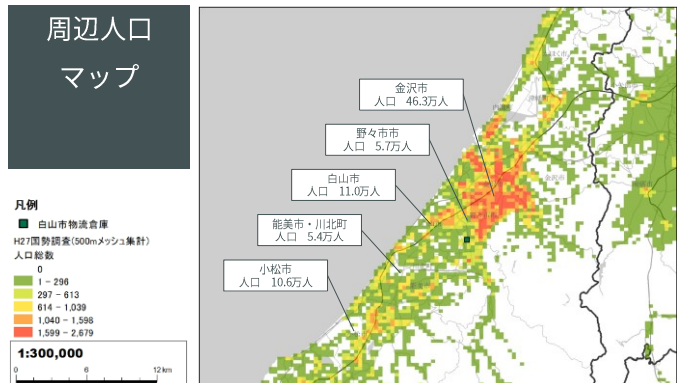 周辺人口
マップ
金沢市
人口　46.3万人
野々市市
人口　5.7万人
白山市
人口　11.0万人
能美市・川北町
人口　5.4万人
小松市
人口　10.6万人
凡例
白山市物流倉庫
H27国勢調査(500mメッシュ集計)
人口総数
0
1 – 296
297 – 613
614 – 1,039
1,040 – 1,598
1,599 – 2,679
1:300,000
0 6 12 km
金沢市